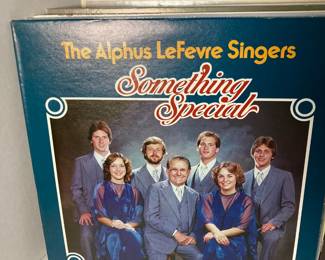 The Alphus LeFevre Singers
Something
Special